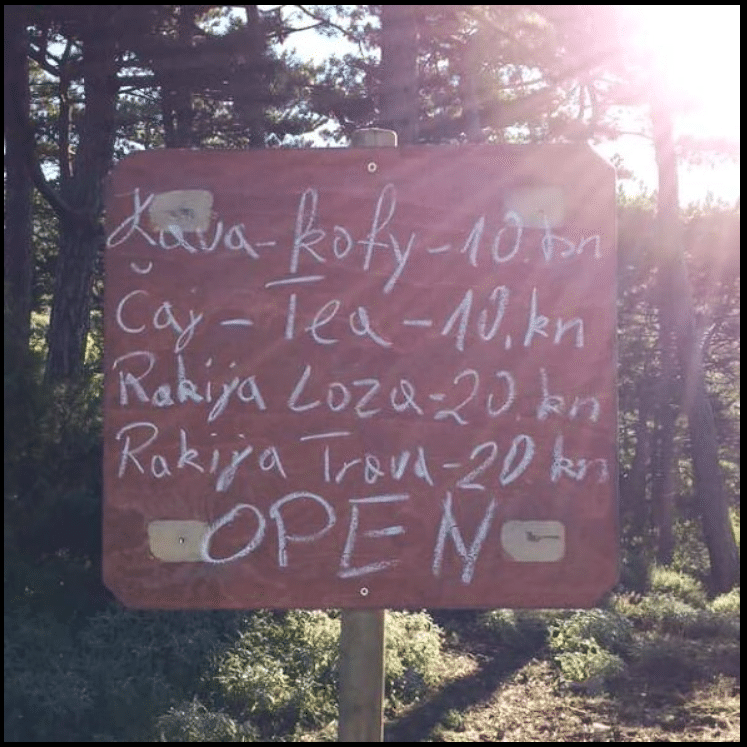 Kava - kofy - 10.kn
Čaj - Tea - 10.kn
Rakija Loza - 20.kn
Rakija Trava - 20 kn
OPEN